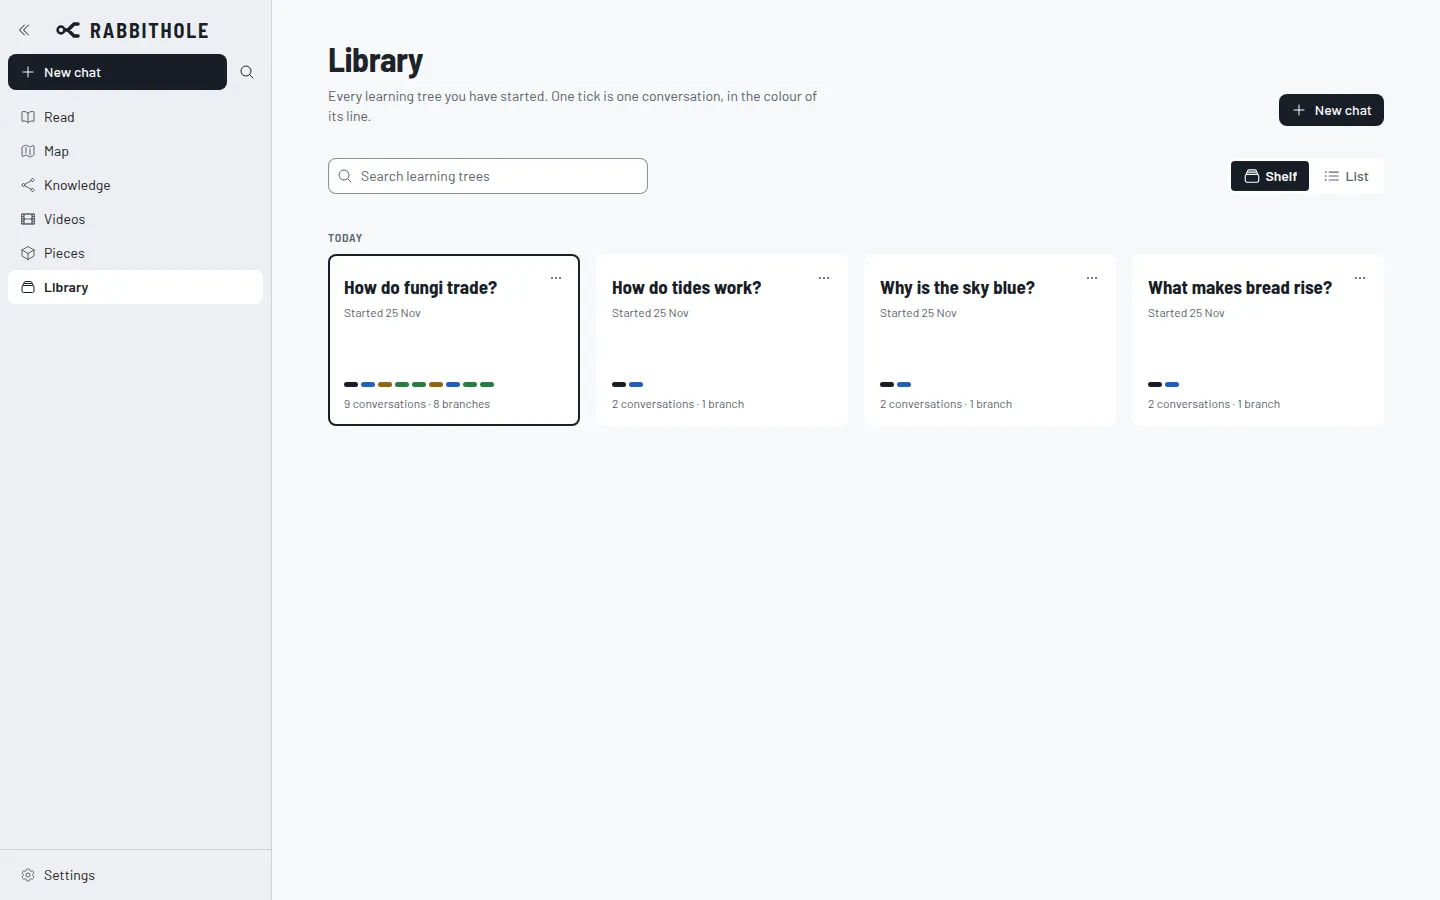 RABBITHOLE
New chat
Read
Map
Knowledge
Videos
Pieces
Library
Settings
Library
Every learning tree you have started. One tick is one conversation, in the colour of
its line.
New chat
Search learning trees
Shelf
List
TODAY
How do fungi trade?
Started 25 Nov
9 conversations · 8 branches
How do tides work?
Started 25 Nov
2 conversations · 1 branch
Why is the sky blue?
Started 25 Nov
2 conversations · 1 branch
What makes bread rise?
Started 25 Nov
2 conversations · 1 branch